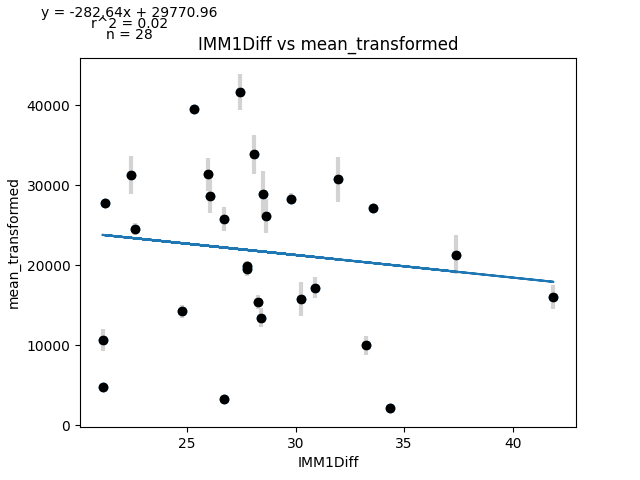 y = -282.64x + 29770.96
r^2 = 0.02
n = 28
IMM1Diff vs mean_transformed
mean_transformed
40000
30000
20000
10000
0
25
30
35
40
IMM1Diff